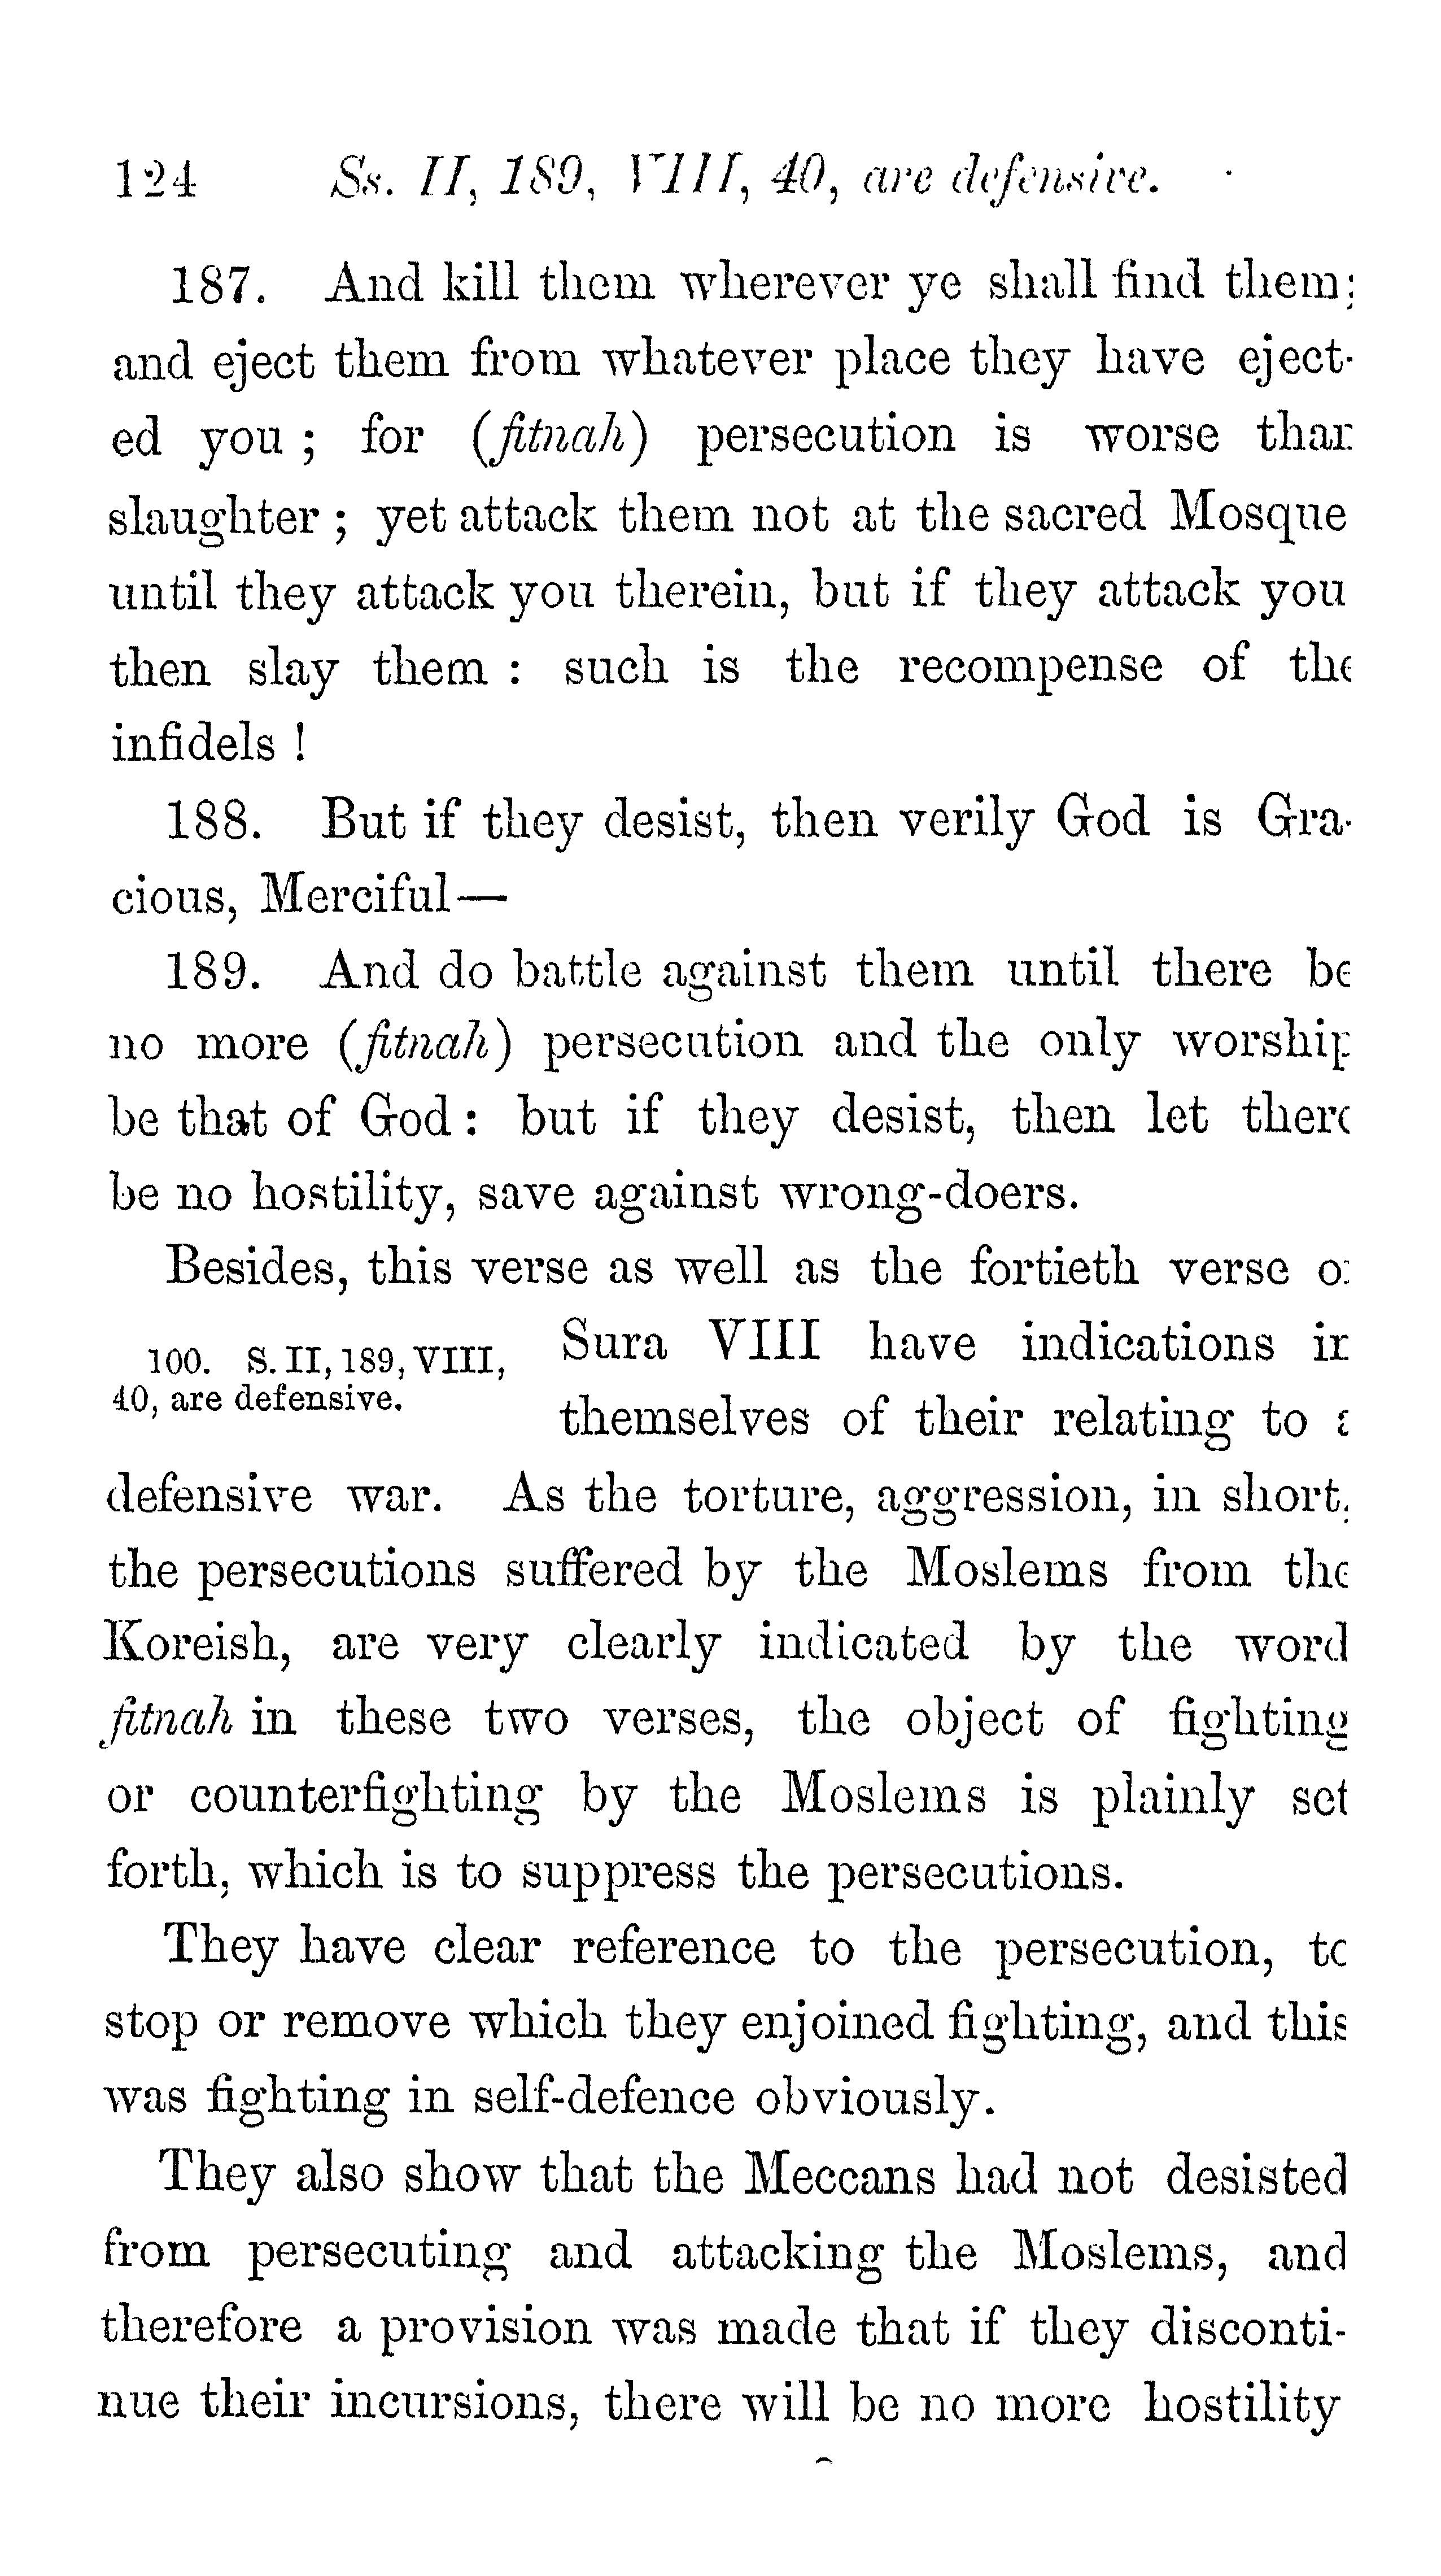 124 Ss. II, 189, VIII, 40, are defensive.
187. And kill them wherever ye shall find them;
and eject them from whatever place they have eject-
ed you ; for (fitnah) persecution is worse than
slaughter ; yet attack them not at the sacred Mosque
until they attack you therein, but if they attack you
then slay them : such is the recompense of the
infidels !
188. But if they desist, then verily God is Gra-
cious, Merciful—
189. And do battle against them until there be
no more (fitnah) persecution and the only worship
be that of God : but if they desist, then let there
be no hostility, save against wrong-doers.
Besides, this verse as well as the fortieth verse of
100. S. II, 189, VIII,
40, are defensive.
Sura VIII have indications in
themselves of their relating to a
defensive war. As the torture, aggression, in short,
the persecutions suffered by the Moslems from the
Koreish, are very clearly indicated by the word
fitnah in these two verses, the object of fighting
or counterfighting by the Moslems is plainly set
forth, which is to suppress the persecutions.
They have clear reference to the persecution, to
stop or remove which they enjoined fighting, and this
was fighting in self-defence obviously.
They also show that the Meccans had not desisted
from persecuting and attacking the Moslems, and
therefore a provision was made that if they disconti-
nue their incursions, there will be no more hostility